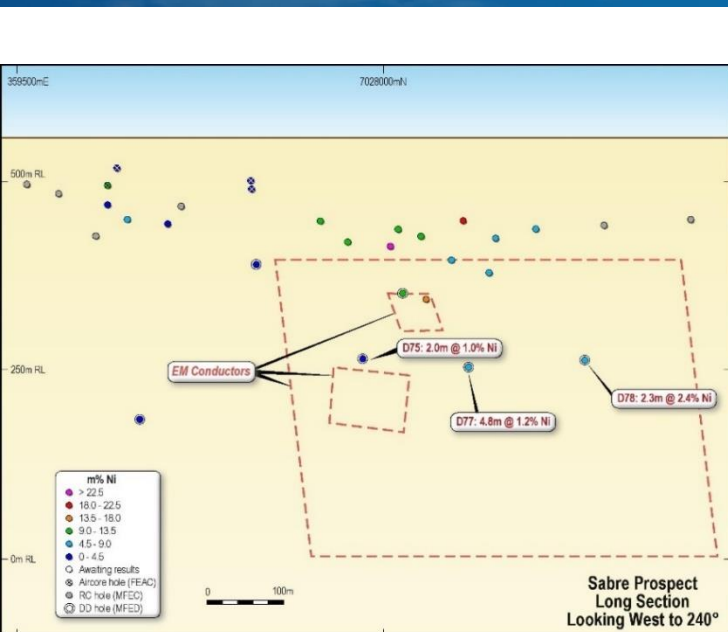 359500mE
7028000mN
500m RL
D75: 2.0m @ 1.0% Ni
EM Conductors
250m RL
D78: 2.3m @ 2.4% Ni
D77: 4.8m @ 1.2% Ni
m% Ni
> 22.5
18.0 - 22.5
13.5 - 18.0
9.0 - 13.5
4.5 - 9.0
0 - 4.5
Awaiting results
Aircore hole (FEAC)
RC hole (MFEC)
DD hole (MFED)
0m RL
0 100m
Sabre Prospect
Long Section
Looking West to 240°